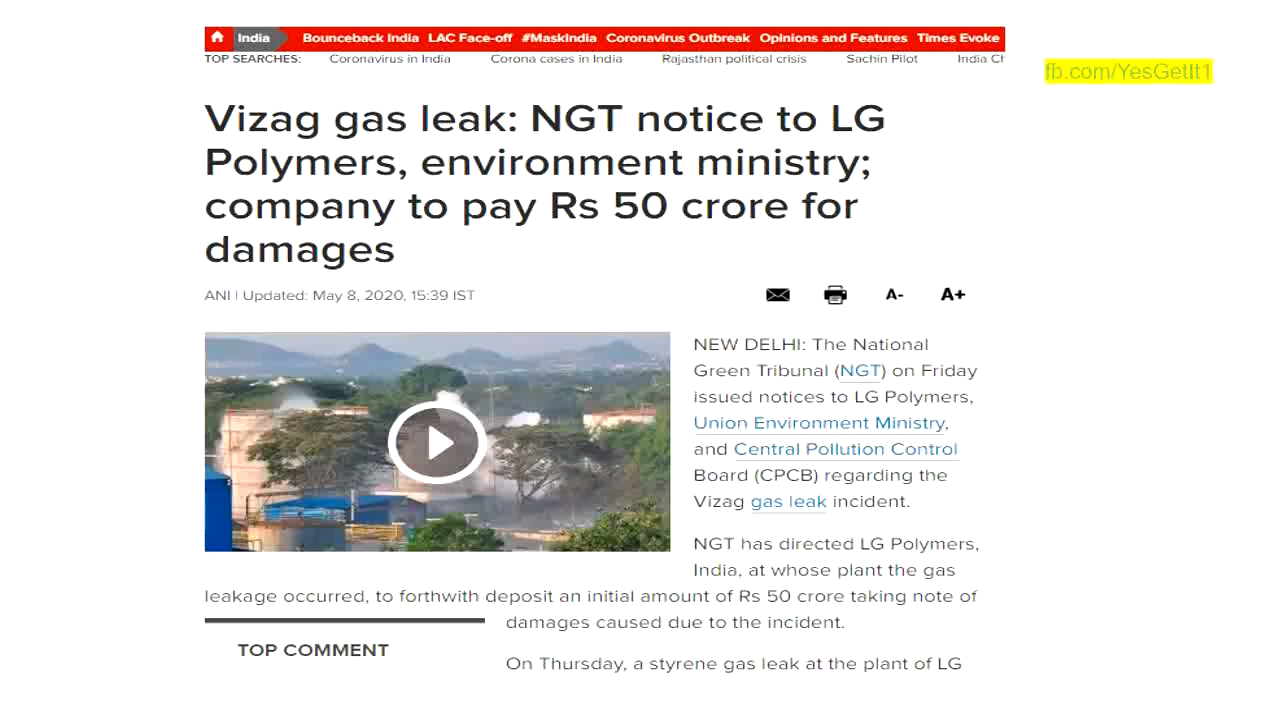 India
Bounceback India LAC Face-off #MaskIndia Coronavirus Outbreak Opinions and Features Times Evoke
TOP SEARCHES: Coronavirus in India Corona cases in India Rajasthan political crisis Sachin Pilot India Ch
fb.com/YesGetIt1
Vizag gas leak: NGT notice to LG
Polymers, environment ministry;
company to pay Rs 50 crore for
damages
ANI | Updated: May 8, 2020, 15:39 IST
A- A+
NEW DELHI: The National
Green Tribunal (NGT) on Friday
issued notices to LG Polymers,
Union Environment Ministry,
and Central Pollution Control
Board (CPCB) regarding the
Vizag gas leak incident.
NGT has directed LG Polymers,
India, at whose plant the gas
leakage occurred, to forthwith deposit an initial amount of Rs 50 crore taking note of
damages caused due to the incident.
TOP COMMENT
On Thursday, a styrene gas leak at the plant of LG